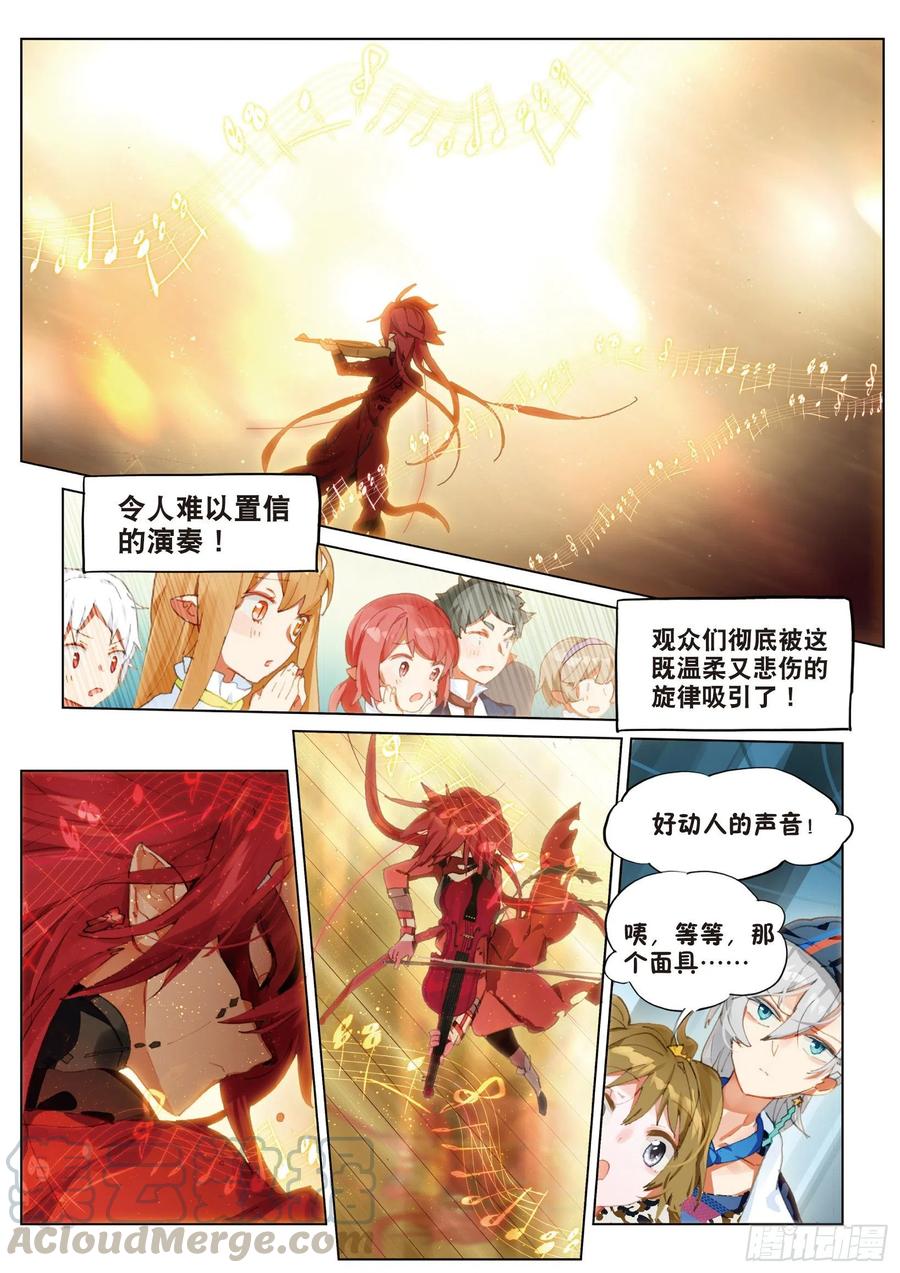 令人难以置信
的演奏！
观众们彻底被这
既温柔又悲伤的
旋律吸引了！
好动人的声音！
咦，等等，那
个面具……
ACloudMerge.com
腾讯动漫